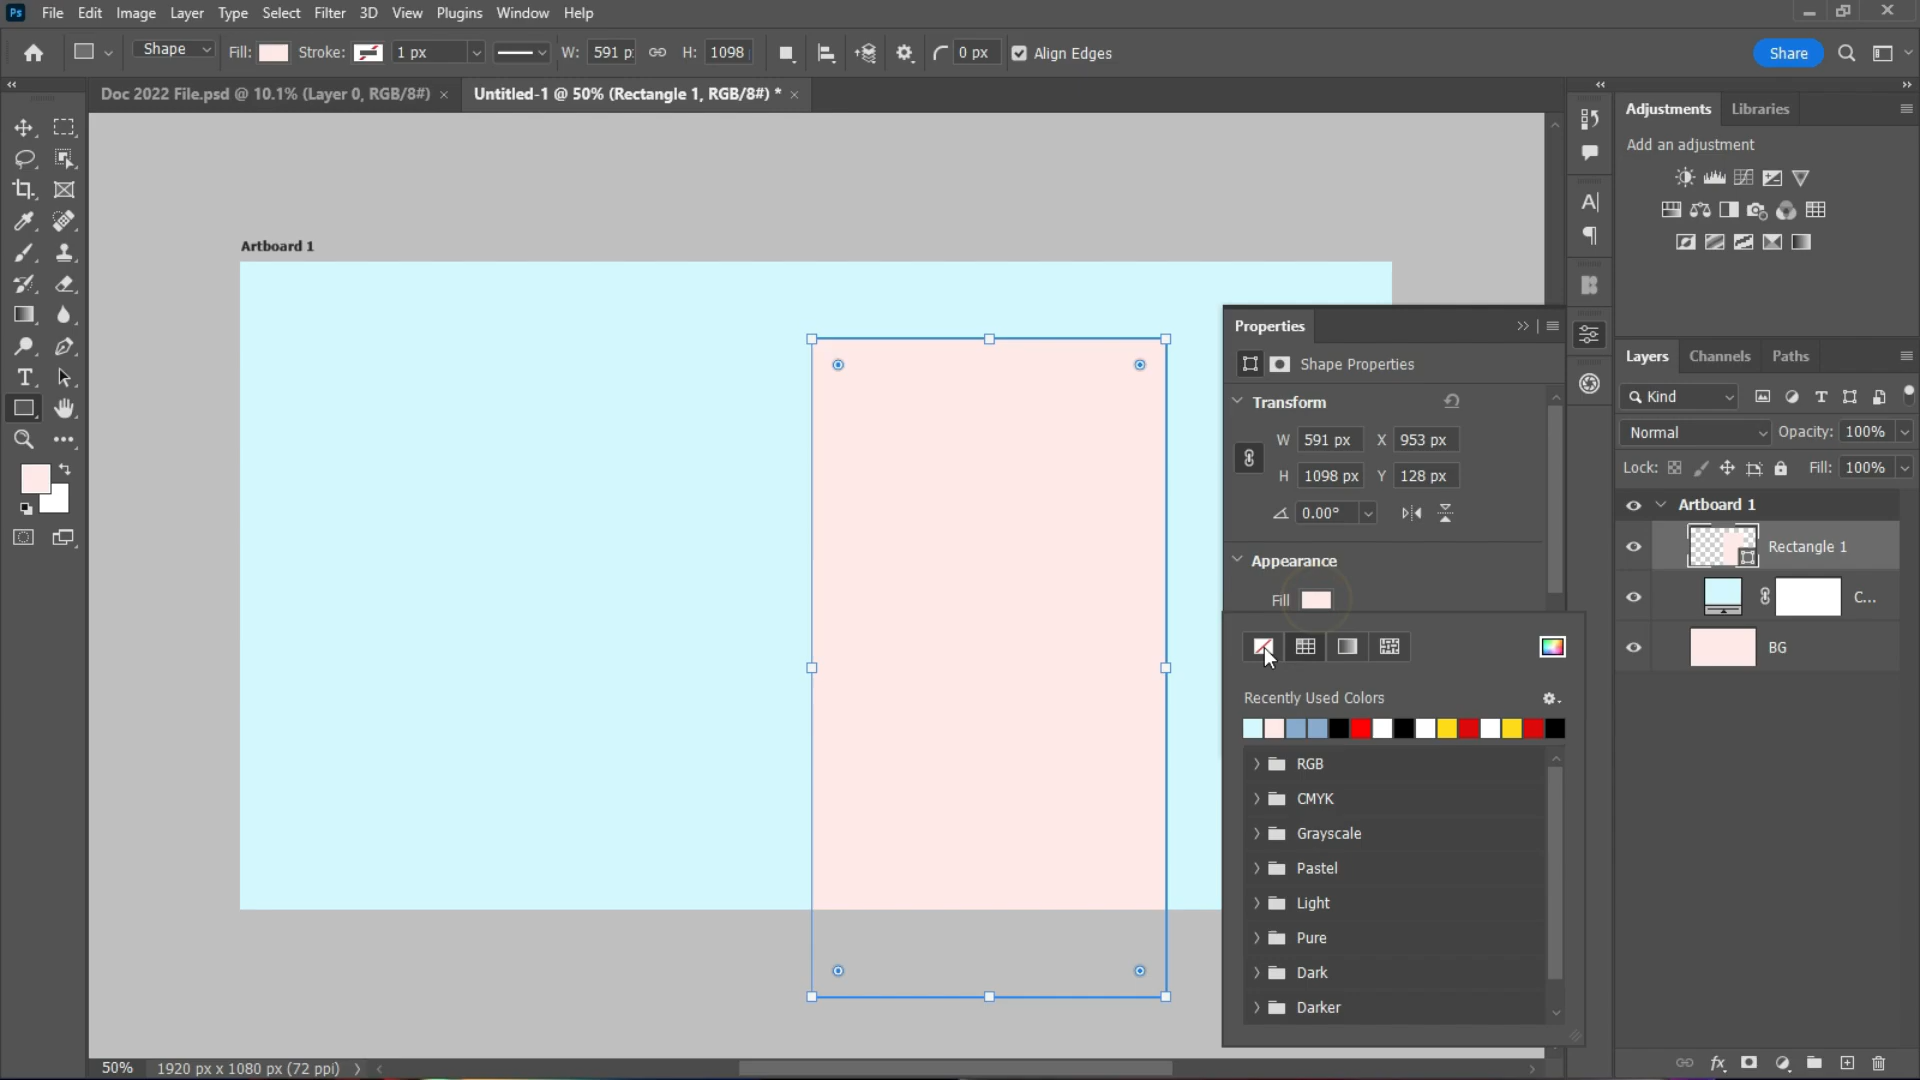 Ps File Edit Image Layer Type Select Filter 3D View Plugins Window Help
Shape Fill: Stroke: 1 px W: 591 p H: 1098 0 px Align Edges Share
Doc 2022 File.psd @ 10.1% (Layer 0, RGB/8#) × Untitled-1 @ 50% (Rectangle 1, RGB/8#) * ×
Adjustments Libraries
Add an adjustment
Artboard 1
Properties
Shape Properties
Transform
W 591 px X 953 px
H 1098 px Y 128 px
0.00°
Appearance
Fill
Recently Used Colors
RGB
CMYK
Grayscale
Pastel
Light
Pure
Dark
Darker
Layers Channels Paths
Kind
Normal Opacity: 100%
Lock: Fill: 100%
Artboard 1
Rectangle 1
C...
BG
50% 1920 px x 1080 px (72 ppi)